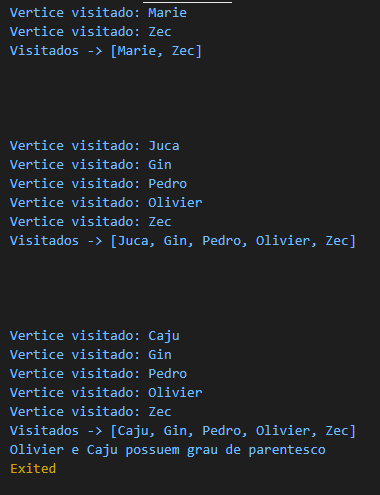 Vertice visitado: Marie
Vertice visitado: Zec
Visitados -> [Marie, Zec]
Vertice visitado: Juca
Vertice visitado: Gin
Vertice visitado: Pedro
Vertice visitado: Olivier
Vertice visitado: Zec
Visitados -> [Juca, Gin, Pedro, Olivier, Zec]
Vertice visitado: Caju
Vertice visitado: Gin
Vertice visitado: Pedro
Vertice visitado: Olivier
Vertice visitado: Zec
Visitados -> [Caju, Gin, Pedro, Olivier, Zec]
Olivier e Caju possuem grau de parentesco
Exited